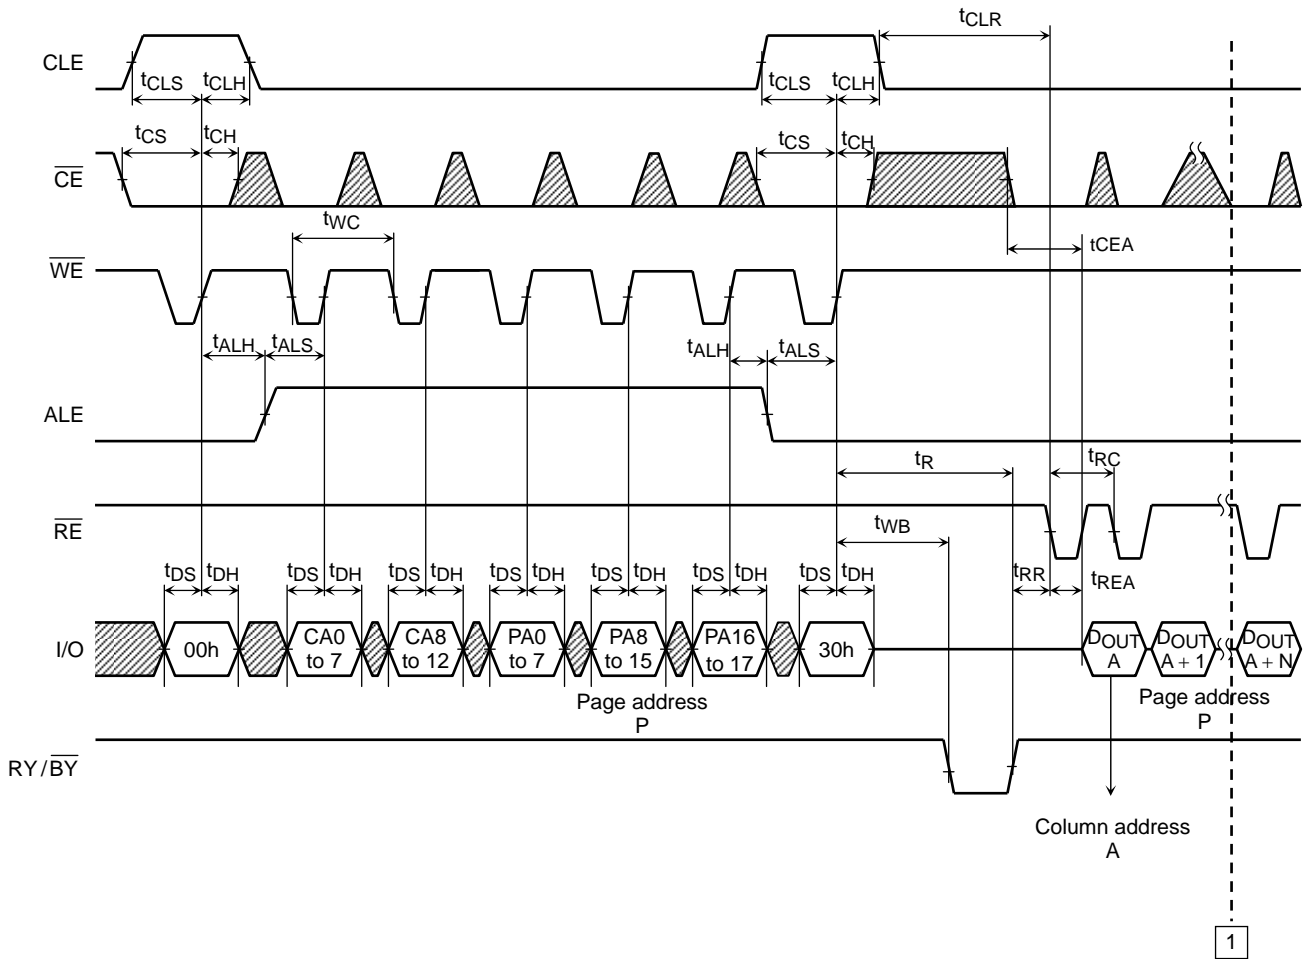 tCLR
CLE
tCLS tCLH tCLS tCLH
tCS tCH tCS tCH
CE
tWC tCEA
WE
tALH tALS tALH tALS
ALE
tR tRC
RE
tWB
tDS tDH tDS tDH tDS tDH tDS tDH tDS tDH tDS tDH tDS tDH tRR tREA
I/O
00h
CA0
to 7
CA8
to 12
PA0
to 7
PA8
to 15
PA16
to 17
30h
DOUT
A
DOUT
A + 1
DOUT
A + N
Page address
P
Page address
P
RY/BY
Column address
A
1